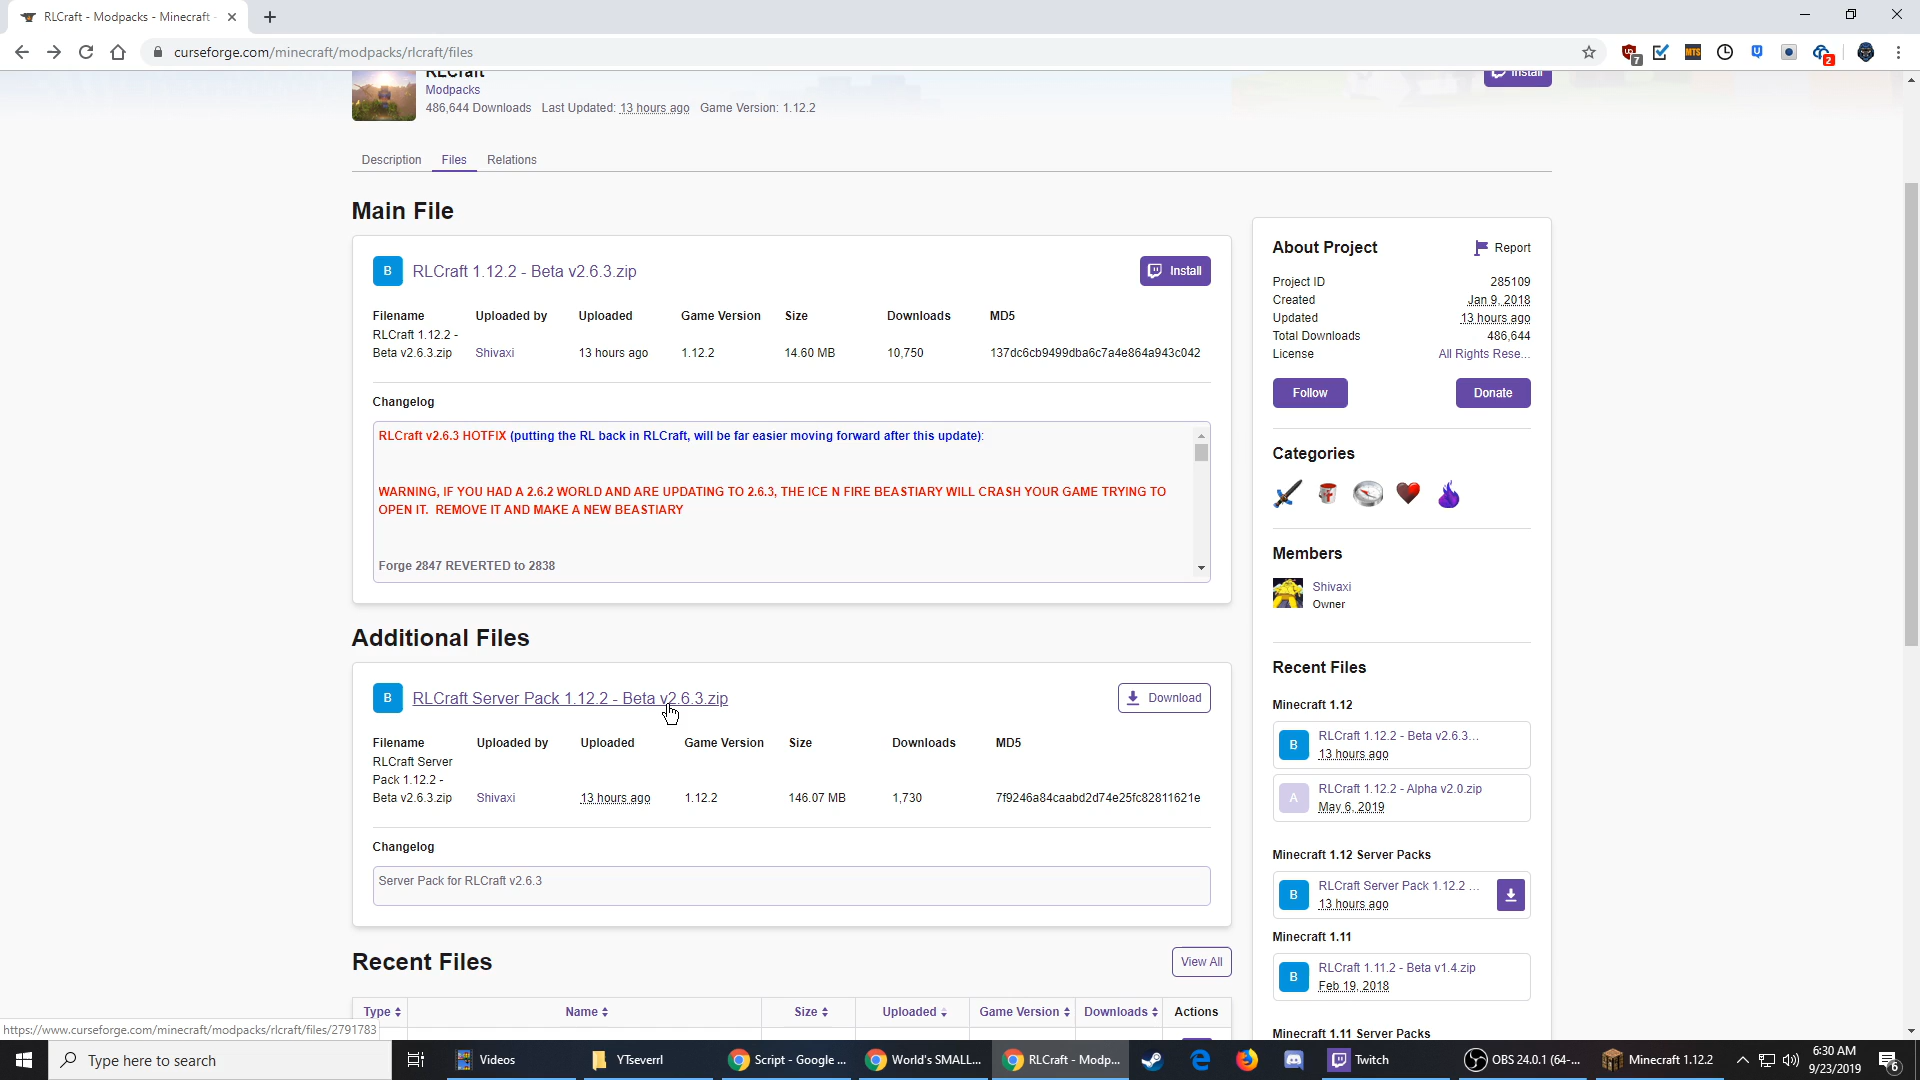 RLCraft - Modpacks - Minecraft
curseforge.com/minecraft/modpacks/rlcraft/files
7
MTS
2
RLCraft
Install
Modpacks
486,644 Downloads Last Updated: 13 hours ago Game Version: 1.12.2
Description Files Relations
Main File
B RLCraft 1.12.2 - Beta v2.6.3.zip
Install
Filename Uploaded by Uploaded Game Version Size Downloads MD5
RLCraft 1.12.2 -
Beta v2.6.3.zip Shivaxi 13 hours ago 1.12.2 14.60 MB 10,750 137dc6cb9499dba6c7a4e864a943c042
Changelog
RLCraft v2.6.3 HOTFIX (putting the RL back in RLCraft, will be far easier moving forward after this update):
WARNING, IF YOU HAD A 2.6.2 WORLD AND ARE UPDATING TO 2.6.3, THE ICE N FIRE BEASTIARY WILL CRASH YOUR GAME TRYING TO
OPEN IT. REMOVE IT AND MAKE A NEW BEASTIARY
Forge 2847 REVERTED to 2838
Additional Files
B RLCraft Server Pack 1.12.2 - Beta v2.6.3.zip
Download
Filename Uploaded by Uploaded Game Version Size Downloads MD5
RLCraft Server
Pack 1.12.2 -
Beta v2.6.3.zip Shivaxi 13 hours ago 1.12.2 146.07 MB 1,730 7f9246a84caabd2d74e25fc82811621e
Changelog
Server Pack for RLCraft v2.6.3
Recent Files
View All
Type Name Size Uploaded Game Version Downloads Actions
About Project
Report
Project ID 285109
Created Jan 9, 2018
Updated 13 hours ago
Total Downloads 486,644
License All Rights Rese...
Follow Donate
Categories
Members
Shivaxi
Owner
Recent Files
Minecraft 1.12
B RLCraft 1.12.2 - Beta v2.6.3...
13 hours ago
A RLCraft 1.12.2 - Alpha v2.0.zip
May 6, 2019
Minecraft 1.12 Server Packs
B RLCraft Server Pack 1.12.2 ...
13 hours ago
Minecraft 1.11
B RLCraft 1.11.2 - Beta v1.4.zip
Feb 19, 2018
Minecraft 1.11 Server Packs
https://www.curseforge.com/minecraft/modpacks/rlcraft/files/2791783
Type here to search
Videos
YTseverrl
Script - Google ...
World's SMALL...
RLCraft - Modp...
Twitch
OBS 24.0.1 (64-...
Minecraft 1.12.2
6:30 AM
9/23/2019
6